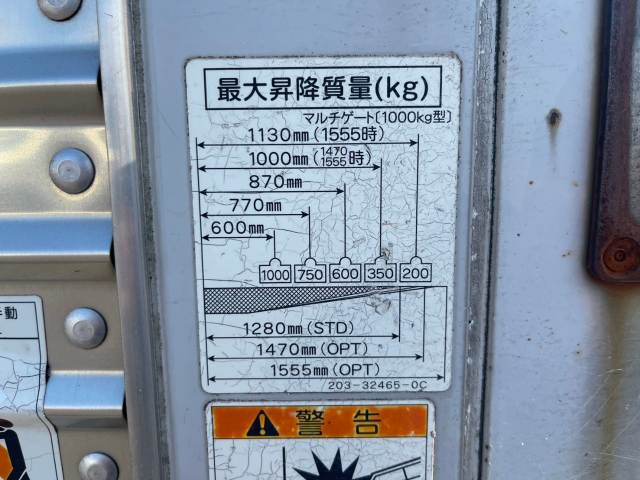 最大昇降質量(kg)
マルチゲート〔1000kg型〕
1130mm(1555時)
1000mm(1470
1555時)
870mm
770mm
600mm
1000 750 600 350 200
1280mm(STD)
1470mm(OPT)
1555mm(OPT)
203-32465-0C
警告
動